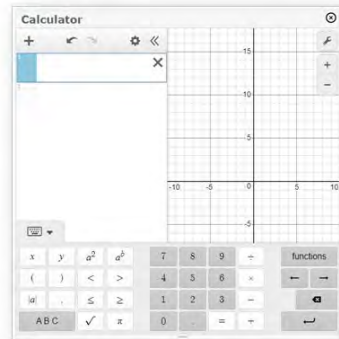 Calculator
+ «
15
+
10 −
5
-10 -5 0 5 10
-5
x y a² aᵇ 7 8 9 ÷ functions
( ) < > 4 5 6 × ← →
|a| , ≤ ≥ 1 2 3 −
A B C √ π 0 . = +